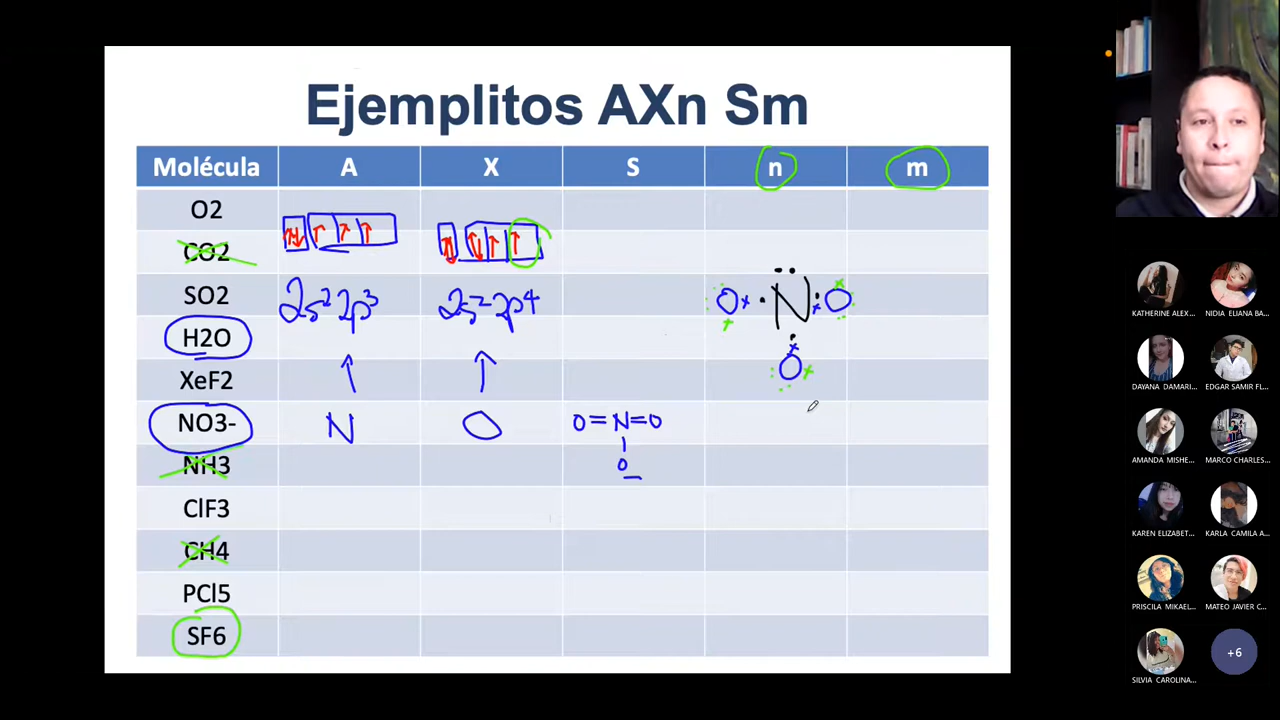 Ejemplitos AXn Sm
Molécula A X S n m
O2
CO2
SO2 2s² 2p³ 2s² 2p⁴ O N O
H2O
XeF2 O
NO3- N O O=N=O
NH3 O
ClF3
CH4
PCl5
SF6
KATHERINE ALEX... NIDIA ELIANA BA...
DAYANA DAMARI... EDGAR SAMIR FL...
AMANDA MISHE... MARCO CHARLES...
KAREN ELIZABET... KARLA CAMILA A...
PRISCILA MIKAEL... MATEO JAVIER C...
SILVIA CAROLINA... +6